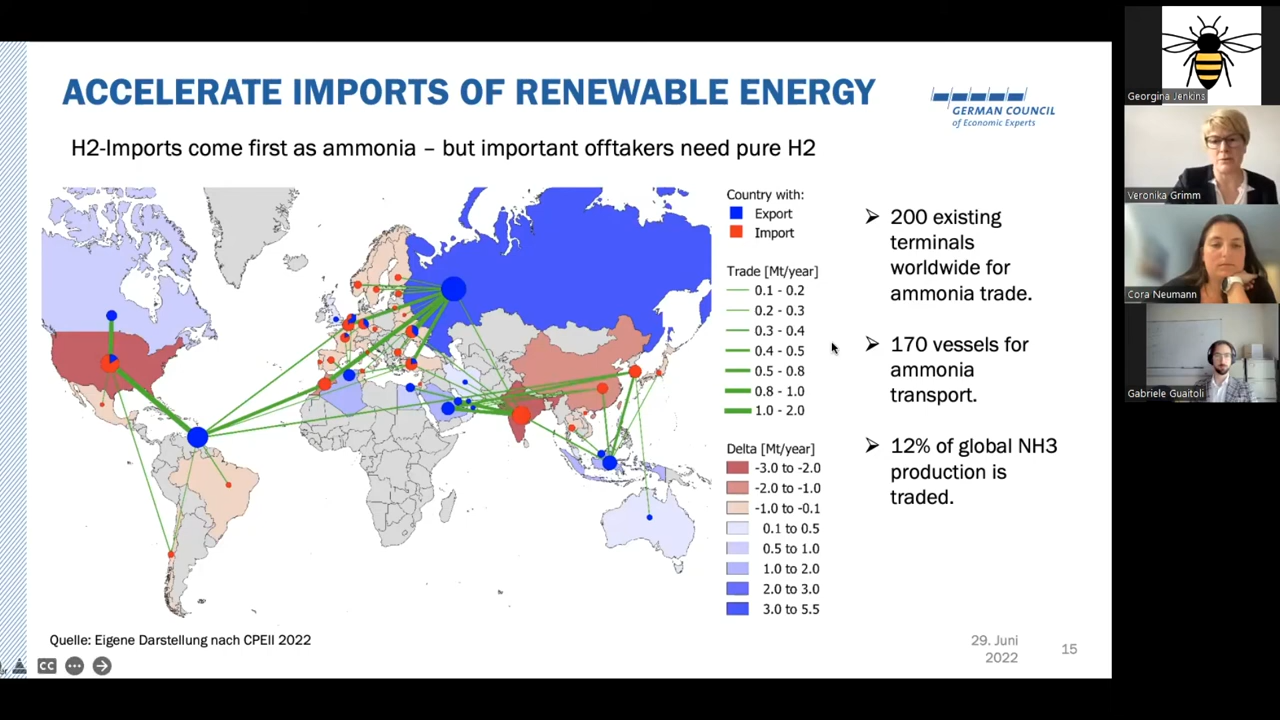 ACCELERATE IMPORTS OF RENEWABLE ENERGY
GERMAN COUNCIL
of Economic Experts
H2-Imports come first as ammonia – but important offtakers need pure H2
Country with:
Export
Import
Trade [Mt/year]
0.1 - 0.2
0.2 - 0.3
0.3 - 0.4
0.4 - 0.5
0.5 - 0.8
0.8 - 1.0
1.0 - 2.0
Delta [Mt/year]
-3.0 to -2.0
-2.0 to -1.0
-1.0 to -0.1
0.1 to 0.5
0.5 to 1.0
1.0 to 2.0
2.0 to 3.0
3.0 to 5.5
➢ 200 existing
terminals
worldwide for
ammonia trade.
➢ 170 vessels for
ammonia
transport.
➢ 12% of global NH3
production is
traded.
Quelle: Eigene Darstellung nach CPEII 2022
29. Juni
2022
15
CC
Georgina Jenkins
Veronika Grimm
Cora Neumann
Gabriele Guaitoli